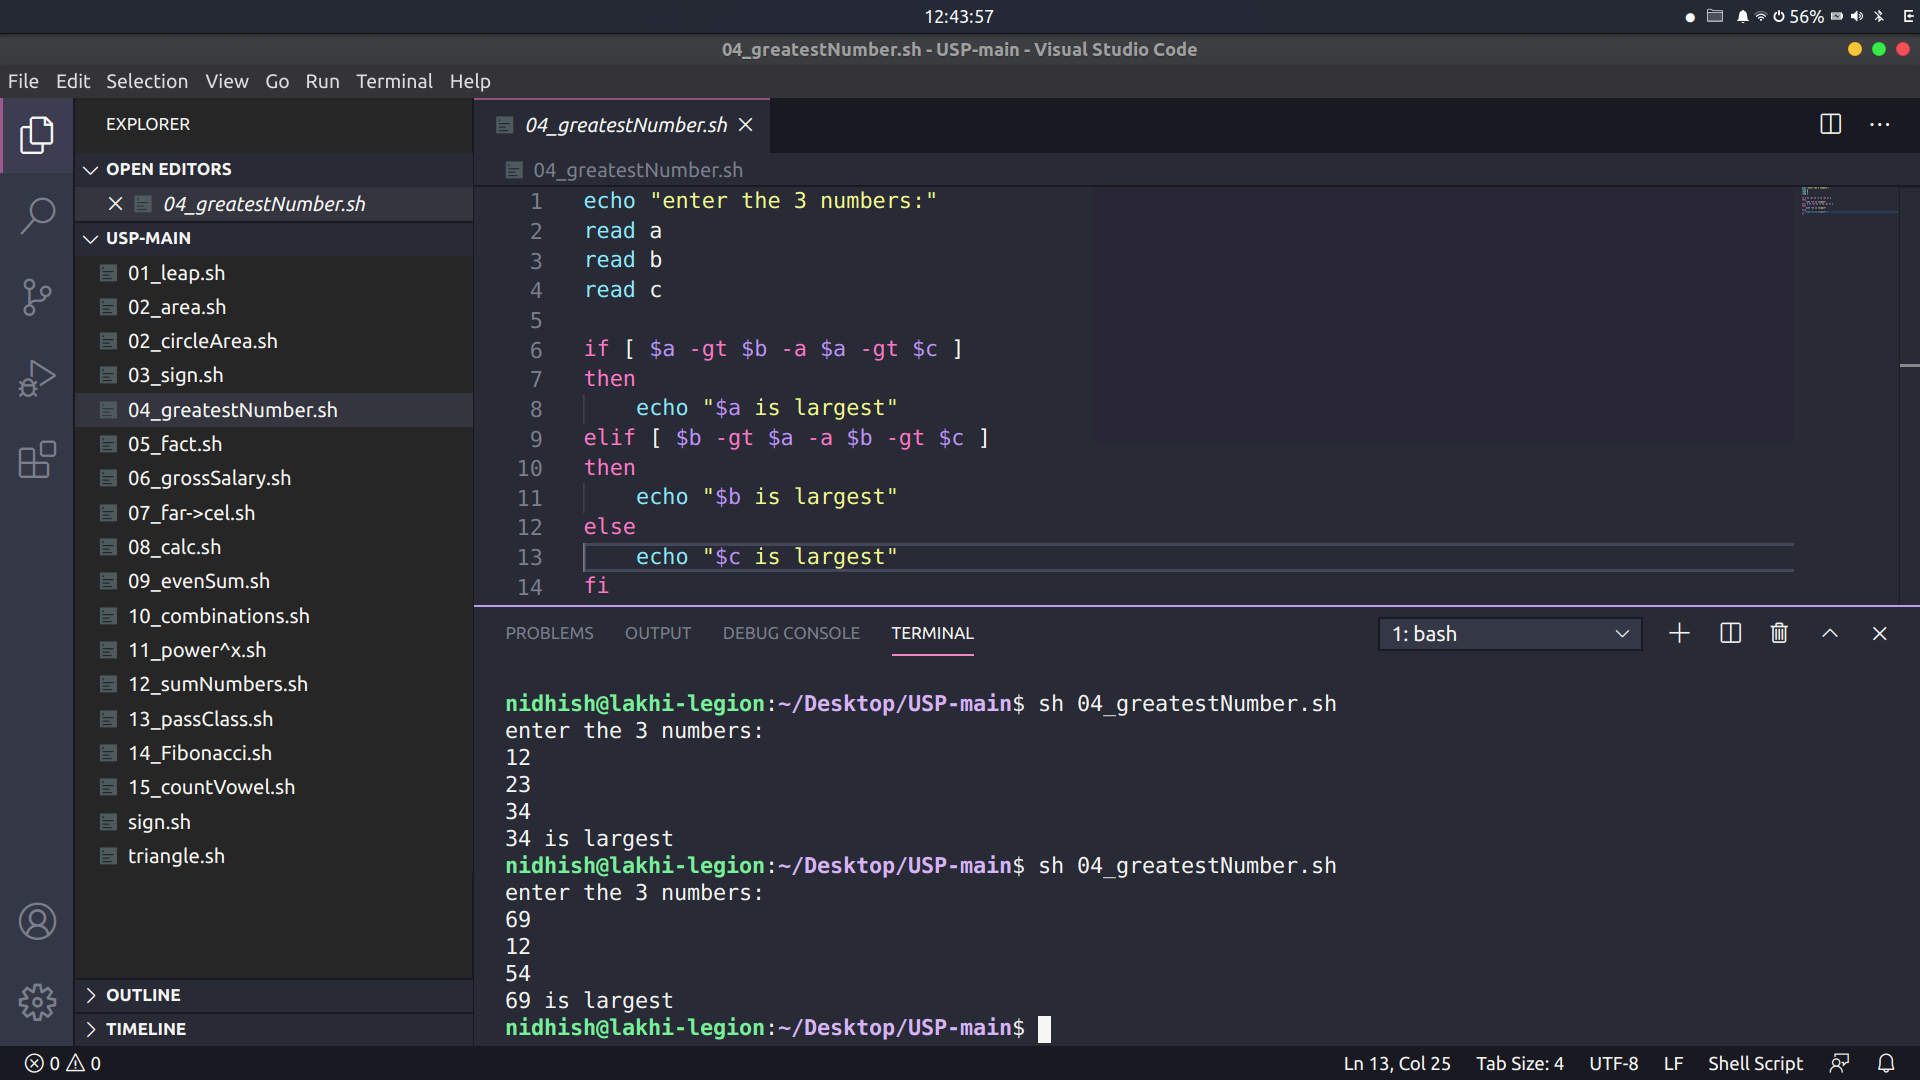 12:43:57
56%
04_greatestNumber.sh - USP-main - Visual Studio Code
File Edit Selection View Go Run Terminal Help
EXPLORER
OPEN EDITORS
04_greatestNumber.sh
USP-MAIN
01_leap.sh
02_area.sh
02_circleArea.sh
03_sign.sh
04_greatestNumber.sh
05_fact.sh
06_grossSalary.sh
07_far->cel.sh
08_calc.sh
09_evenSum.sh
10_combinations.sh
11_power^x.sh
12_sumNumbers.sh
13_passClass.sh
14_Fibonacci.sh
15_countVowel.sh
sign.sh
triangle.sh
OUTLINE
TIMELINE
04_greatestNumber.sh
04_greatestNumber.sh
1 echo "enter the 3 numbers:"
2 read a
3 read b
4 read c
5
6 if [ $a -gt $b -a $a -gt $c ]
7 then
8 echo "$a is largest"
9 elif [ $b -gt $a -a $b -gt $c ]
10 then
11 echo "$b is largest"
12 else
13 echo "$c is largest"
14 fi
PROBLEMS OUTPUT DEBUG CONSOLE TERMINAL
1: bash
nidhish@lakhi-legion:~/Desktop/USP-main$ sh 04_greatestNumber.sh
enter the 3 numbers:
12
23
34
34 is largest
nidhish@lakhi-legion:~/Desktop/USP-main$ sh 04_greatestNumber.sh
enter the 3 numbers:
69
12
54
69 is largest
nidhish@lakhi-legion:~/Desktop/USP-main$
0 0
Ln 13, Col 25 Tab Size: 4 UTF-8 LF Shell Script